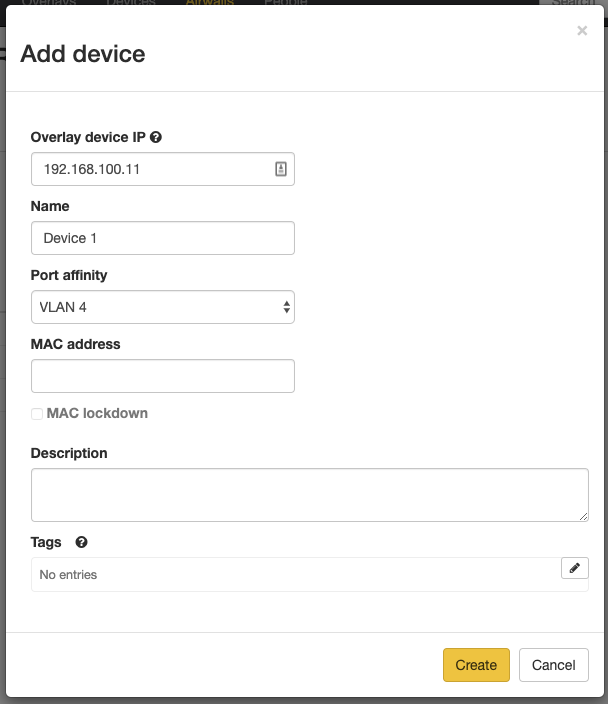 Overlays Devices Airwalls People Search
×
Add device
Overlay device IP ?
192.168.100.11
Name
Device 1
Port affinity
VLAN 4
MAC address
MAC lockdown
Description
Tags ?
No entries
Create Cancel